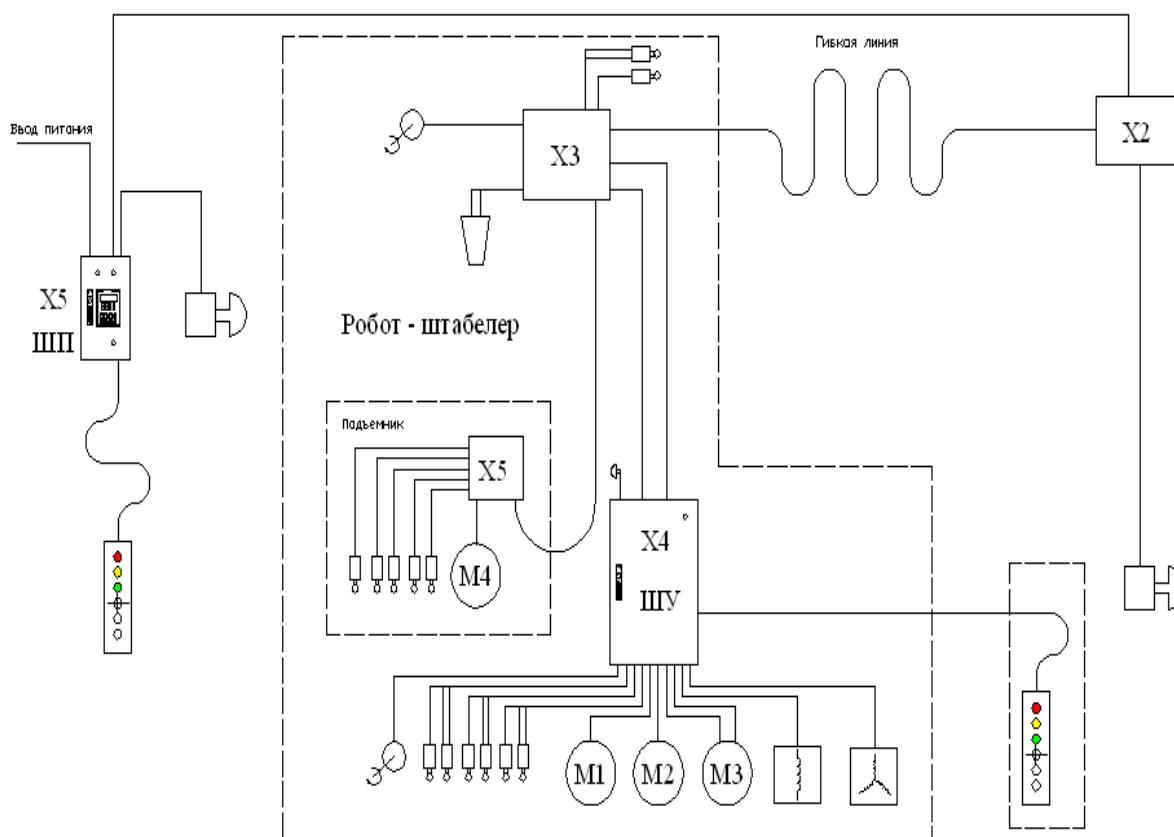 Гибкая линия
Ввод питания
X2
X3
X5
ШП
Робот - штабелер
Подъемник
X5
X4
M4
ШУ
M1
M2
M3